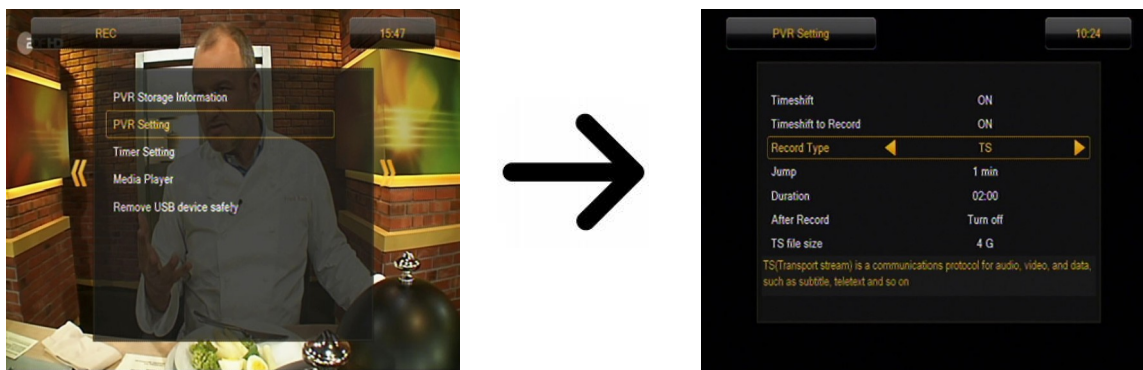 REC
15:47
PVR Storage Information
PVR Setting
Timer Setting
Media Player
Remove USB device safely
PVR Setting
10:24
Timeshift ON
Timeshift to Record ON
Record Type TS
Jump 1 min
Duration 02:00
After Record Turn off
TS file size 4 G
TS(Transport stream) is a communications protocol for audio, video, and data,
such as subtitle, teletext and so on